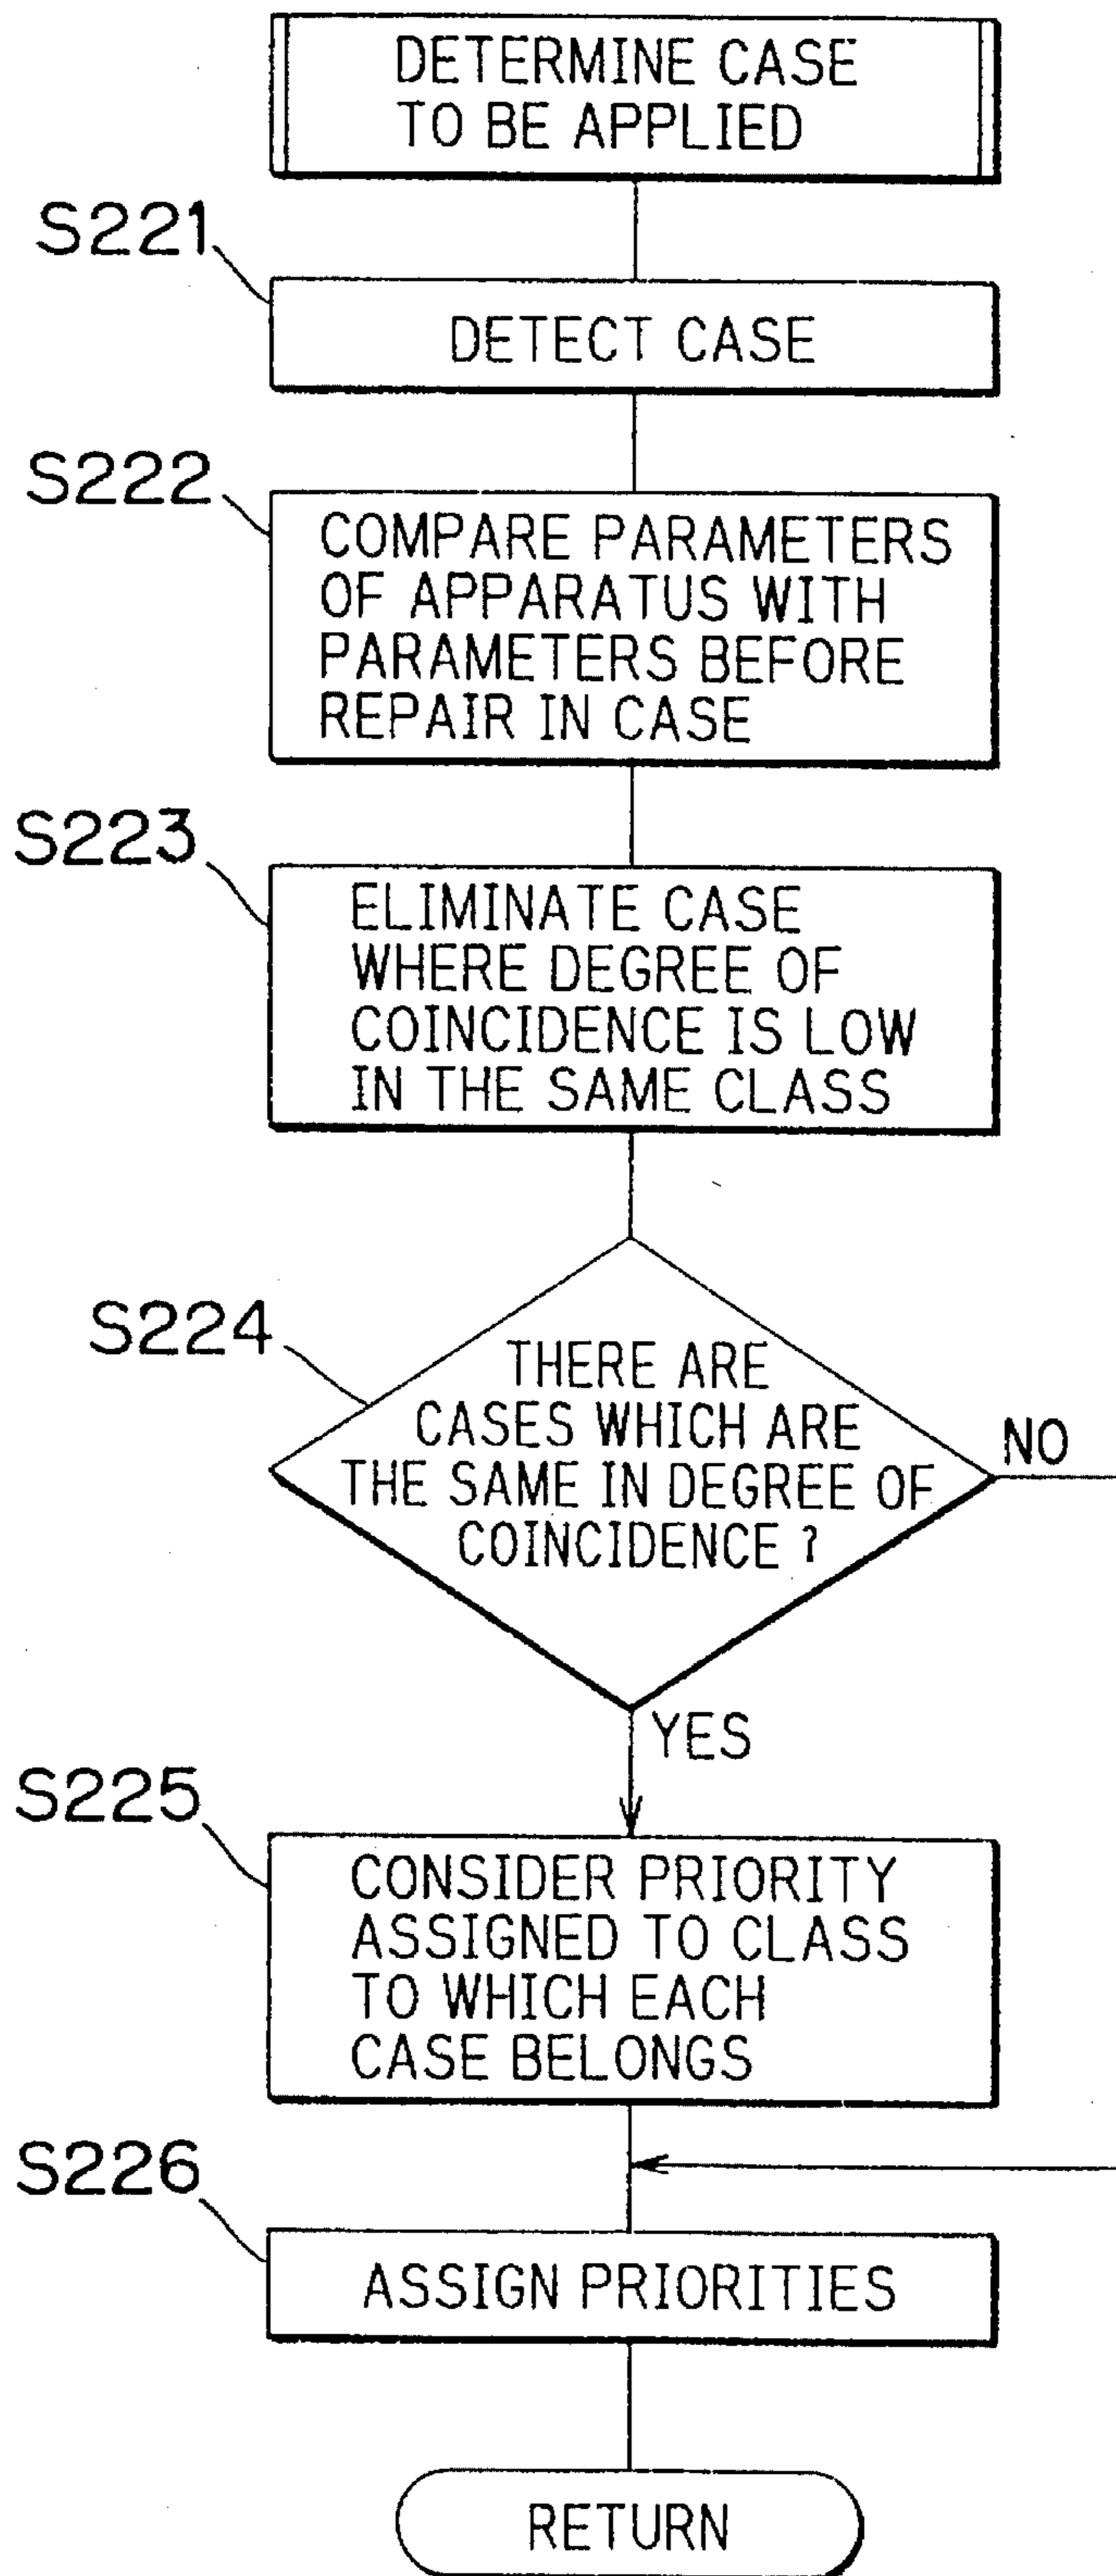 DETERMINE CASE
TO BE APPLIED
S221
DETECT CASE
S222
COMPARE PARAMETERS
OF APPARATUS WITH
PARAMETERS BEFORE
REPAIR IN CASE
S223
ELIMINATE CASE
WHERE DEGREE OF
COINCIDENCE IS LOW
IN THE SAME CLASS
S224
THERE ARE
CASES WHICH ARE
THE SAME IN DEGREE OF
COINCIDENCE ?
NO
YES
S225
CONSIDER PRIORITY
ASSIGNED TO CLASS
TO WHICH EACH
CASE BELONGS
S226
ASSIGN PRIORITIES
RETURN